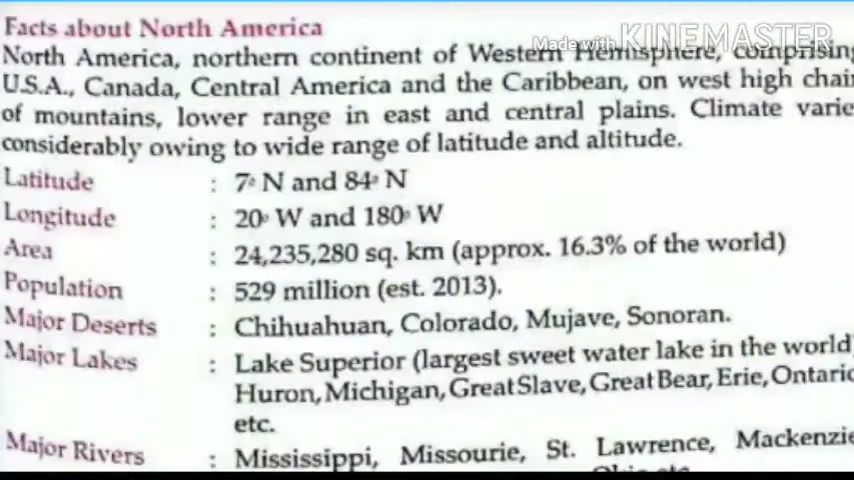 Facts about North America
Made with KINEMASTER
North America, northern continent of Western Hemisphere, comprising
U.S.A., Canada, Central America and the Caribbean, on west high chain
of mountains, lower range in east and central plains. Climate varie
considerably owing to wide range of latitude and altitude.
Latitude : 7° N and 84° N
Longitude : 20° W and 180° W
Area : 24,235,280 sq. km (approx. 16.3% of the world)
Population : 529 million (est. 2013).
Major Deserts : Chihuahuan, Colorado, Mujave, Sonoran.
Major Lakes : Lake Superior (largest sweet water lake in the world)
Huron, Michigan, Great Slave, Great Bear, Erie, Ontario
etc.
Major Rivers : Mississippi, Missourie, St. Lawrence, Mackenzie